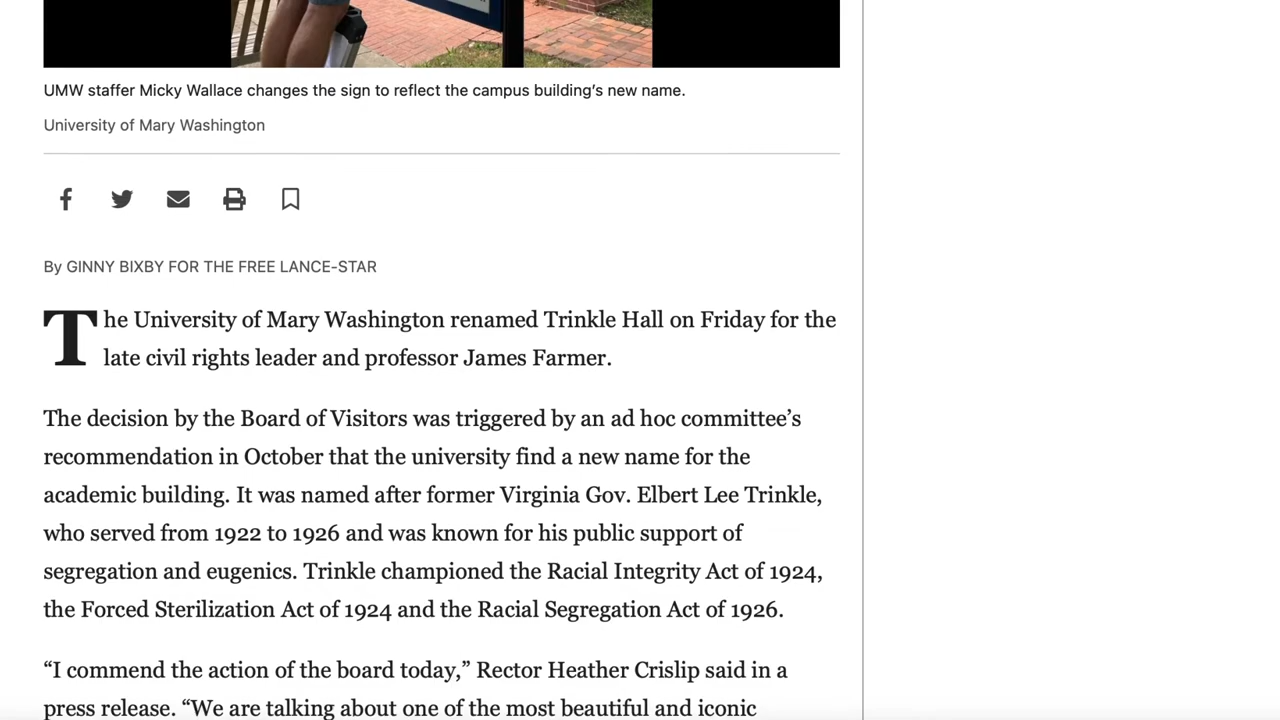 UMW staffer Micky Wallace changes the sign to reflect the campus building's new name.
University of Mary Washington
By GINNY BIXBY FOR THE FREE LANCE-STAR
The University of Mary Washington renamed Trinkle Hall on Friday for the
late civil rights leader and professor James Farmer.
The decision by the Board of Visitors was triggered by an ad hoc committee’s
recommendation in October that the university find a new name for the
academic building. It was named after former Virginia Gov. Elbert Lee Trinkle,
who served from 1922 to 1926 and was known for his public support of
segregation and eugenics. Trinkle championed the Racial Integrity Act of 1924,
the Forced Sterilization Act of 1924 and the Racial Segregation Act of 1926.
“I commend the action of the board today,” Rector Heather Crislip said in a
press release. “We are talking about one of the most beautiful and iconic